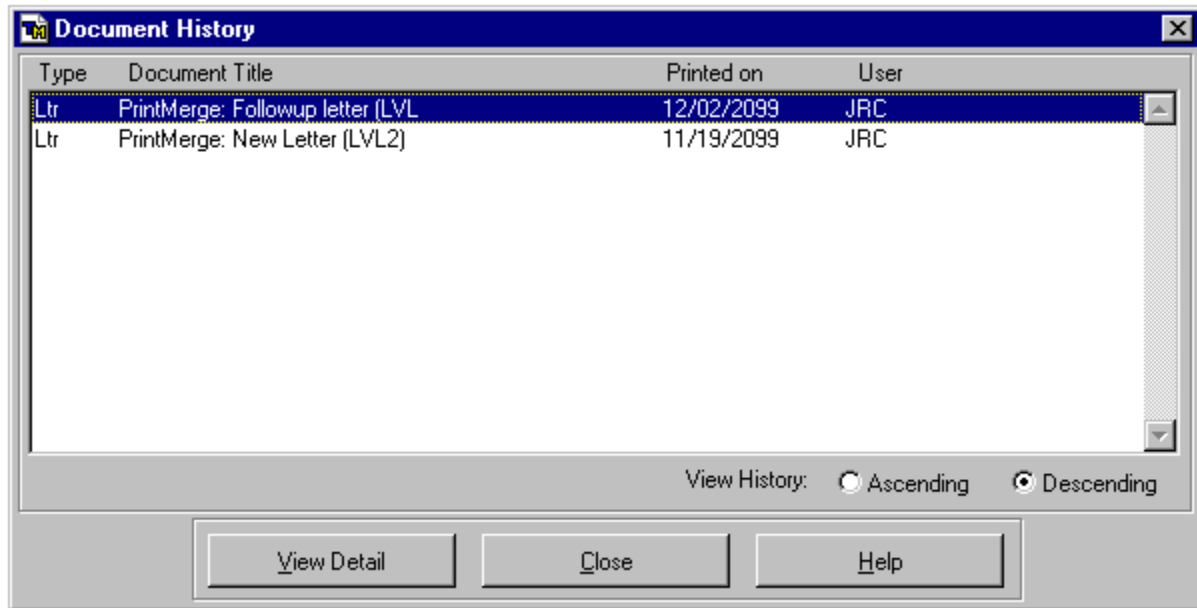 Document History
Type Document Title Printed on User
Ltr PrintMerge: Followup letter (LVL 12/02/2099 JRC
Ltr PrintMerge: New Letter (LVL2) 11/19/2099 JRC
View History: Ascending Descending
View Detail Close Help